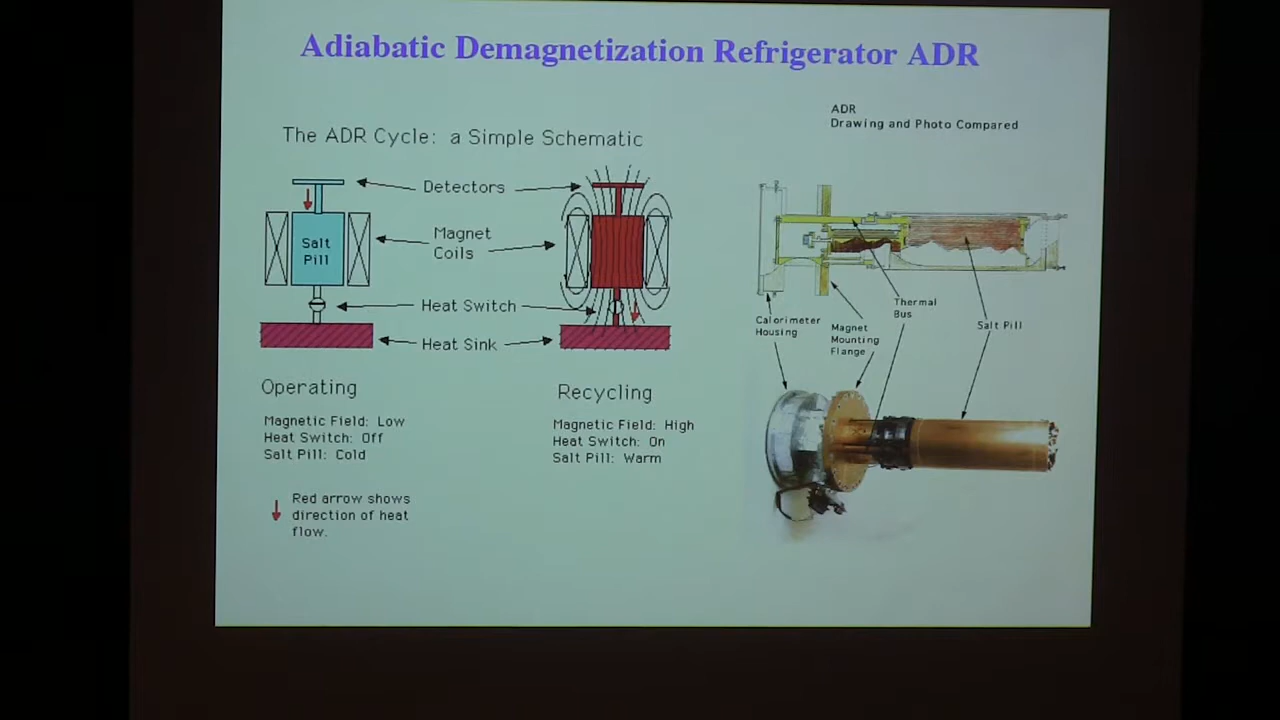 Adiabatic Demagnetization Refrigerator ADR
The ADR Cycle: a Simple Schematic
Detectors
Salt
Pill
Magnet
Coils
Heat Switch
Heat Sink
Operating
Magnetic Field: Low
Heat Switch: Off
Salt Pill: Cold
Red arrow shows
direction of heat
flow.
Recycling
Magnetic Field: High
Heat Switch: On
Salt Pill: Warm
ADR
Drawing and Photo Compared
Calorimeter
Housing
Magnet
Mounting
Flange
Thermal
Bus
Salt Pill